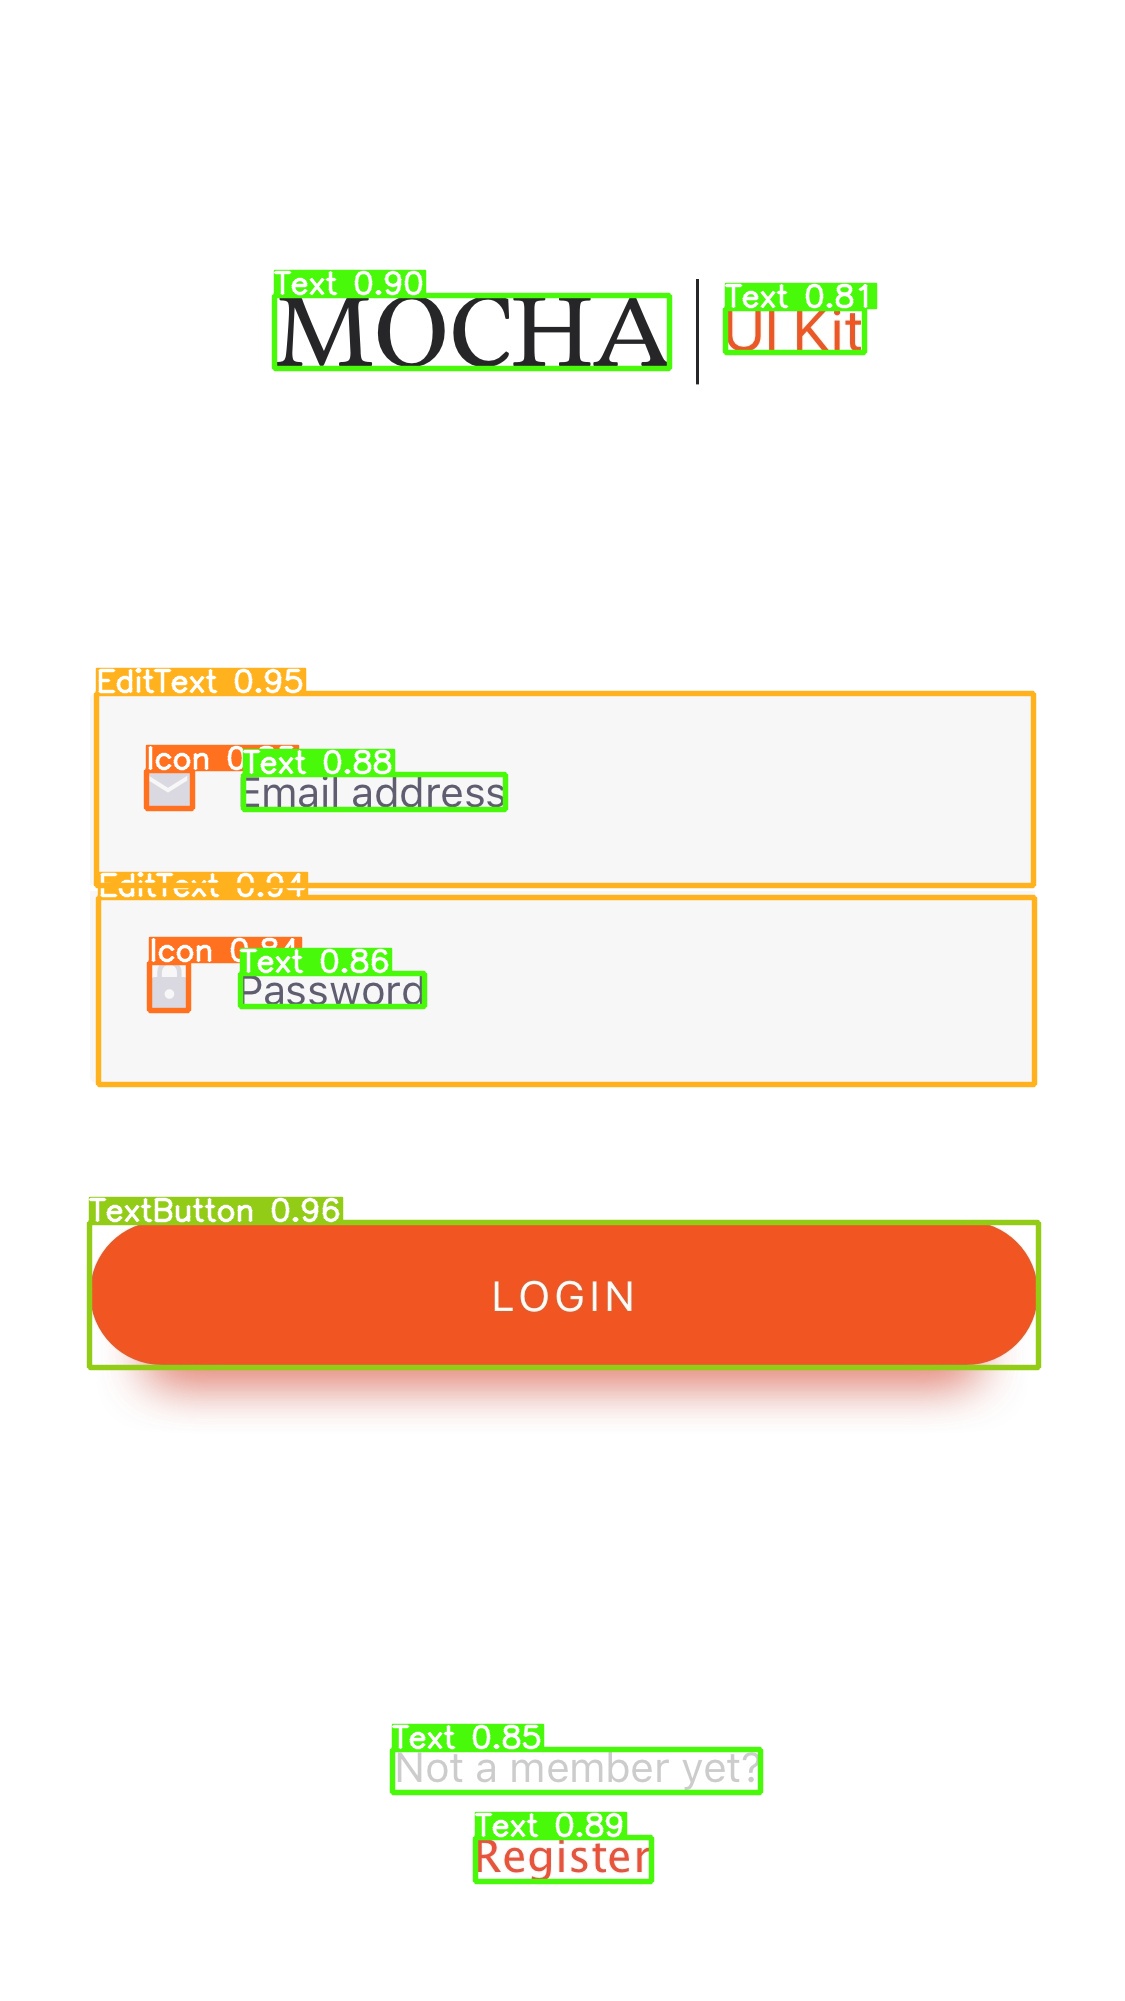 Text 0.90
Text 0.81
MOCHA
UI Kit
EditText 0.95
Icon
Text 0.88
Email address
EditText 0.94
Icon 0.84
Text 0.86
Password
TextButton 0.96
LOGIN
Text 0.85
Not a member yet?
Text 0.89
Register